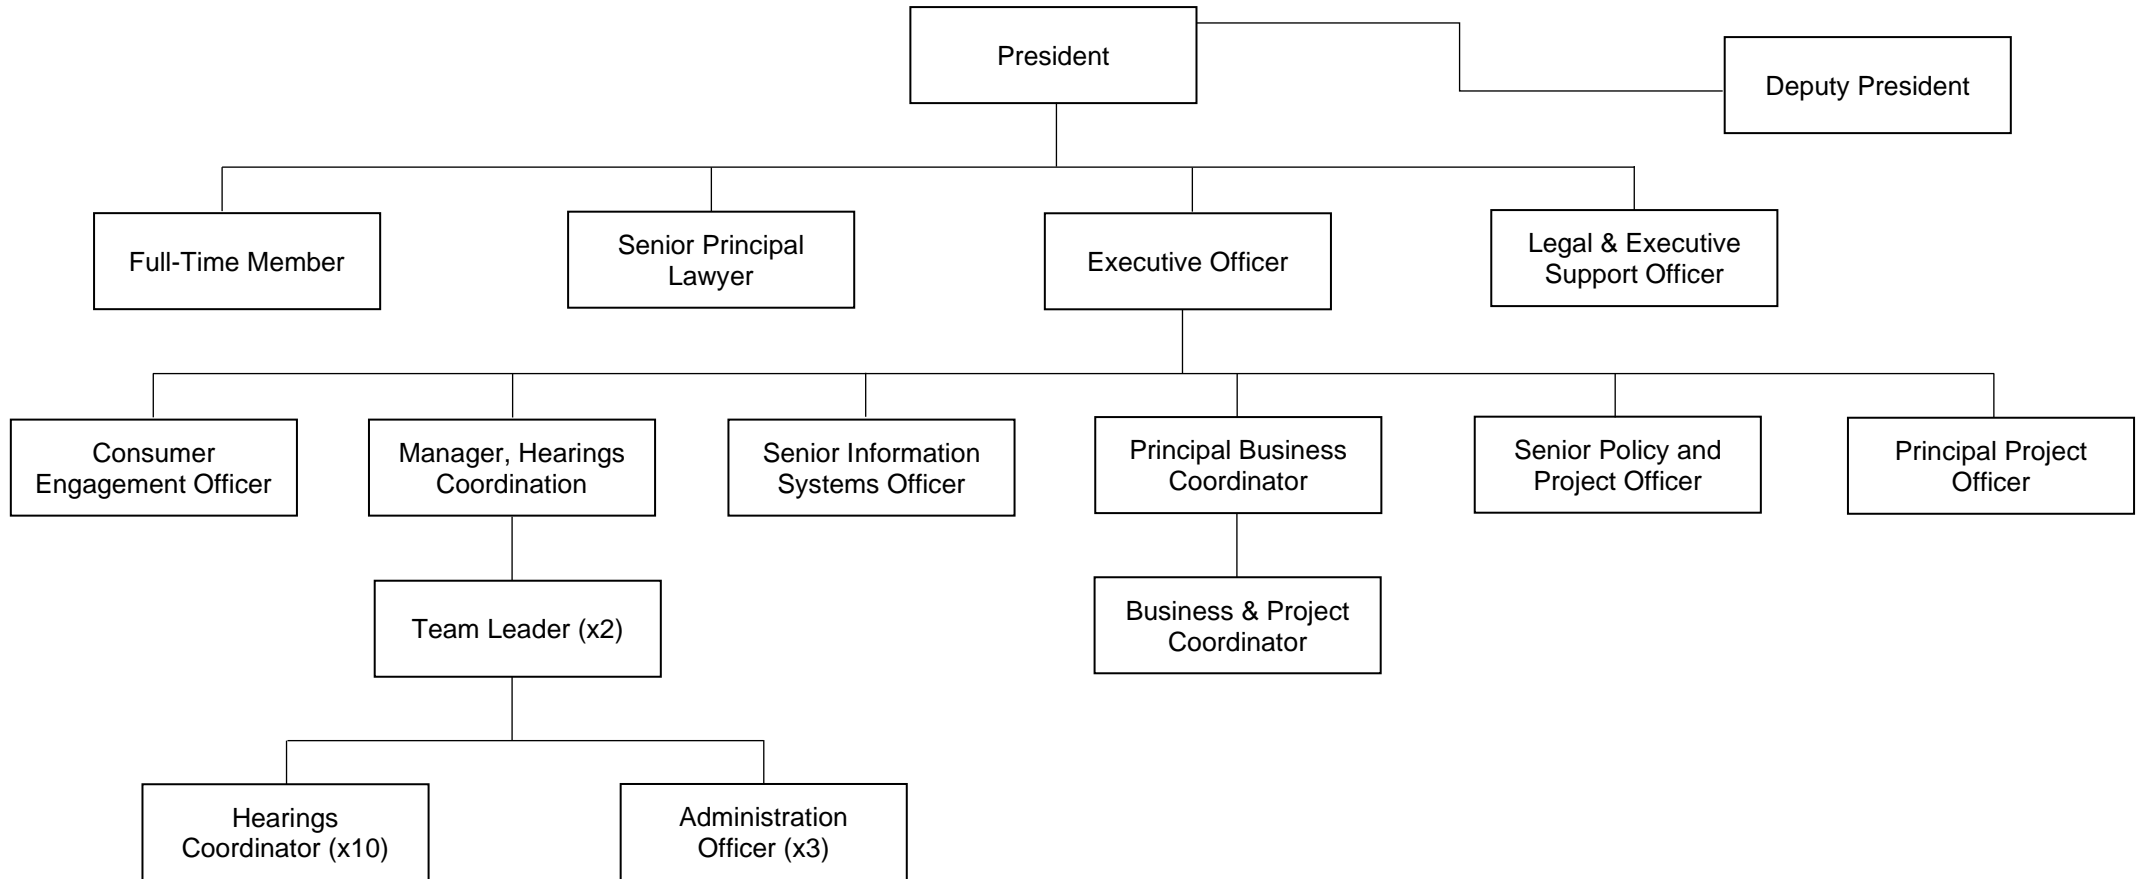 President
Deputy President
Full-Time Member
Senior Principal
Lawyer
Executive Officer
Legal & Executive
Support Officer
Consumer
Engagement Officer
Manager, Hearings
Coordination
Senior Information
Systems Officer
Principal Business
Coordinator
Senior Policy and
Project Officer
Principal Project
Officer
Team Leader (x2)
Business & Project
Coordinator
Hearings
Coordinator (x10)
Administration
Officer (x3)